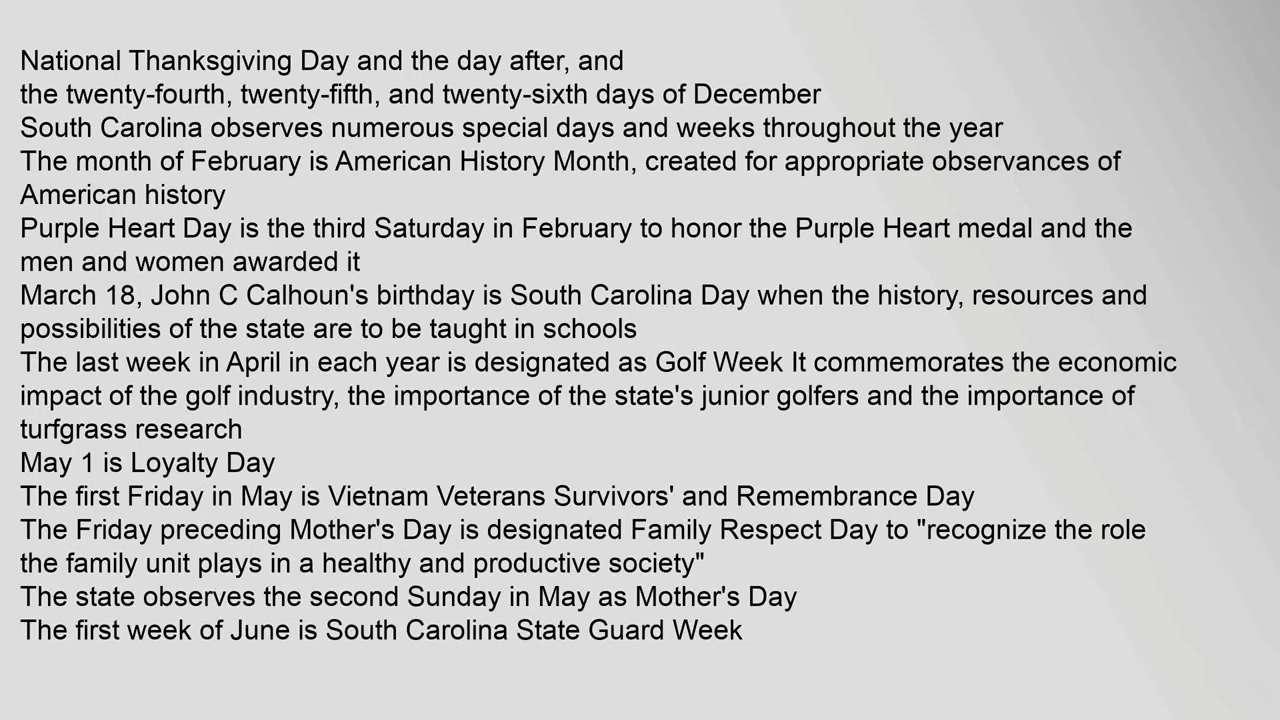 National Thanksgiving Day and the day after, and
the twenty-fourth, twenty-fifth, and twenty-sixth days of December
South Carolina observes numerous special days and weeks throughout the year
The month of February is American History Month, created for appropriate observances of
American history
Purple Heart Day is the third Saturday in February to honor the Purple Heart medal and the
men and women awarded it
March 18, John C Calhoun's birthday is South Carolina Day when the history, resources and
possibilities of the state are to be taught in schools
The last week in April in each year is designated as Golf Week It commemorates the economic
impact of the golf industry, the importance of the state's junior golfers and the importance of
turfgrass research
May 1 is Loyalty Day
The first Friday in May is Vietnam Veterans Survivors' and Remembrance Day
The Friday preceding Mother's Day is designated Family Respect Day to "recognize the role
the family unit plays in a healthy and productive society"
The state observes the second Sunday in May as Mother's Day
The first week of June is South Carolina State Guard Week